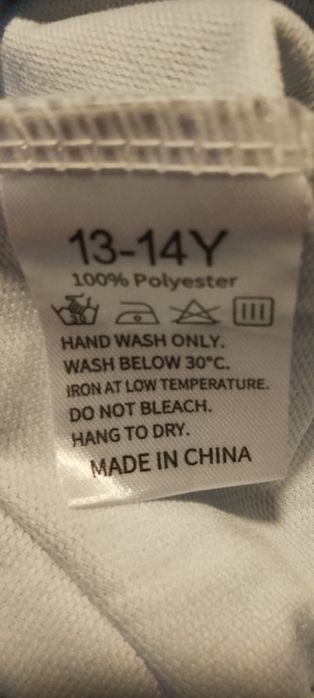 13-14Y
100% Polyester
30
HAND WASH ONLY.
WASH BELOW 30°C.
IRON AT LOW TEMPERATURE.
DO NOT BLEACH.
HANG TO DRY.
MADE IN CHINA